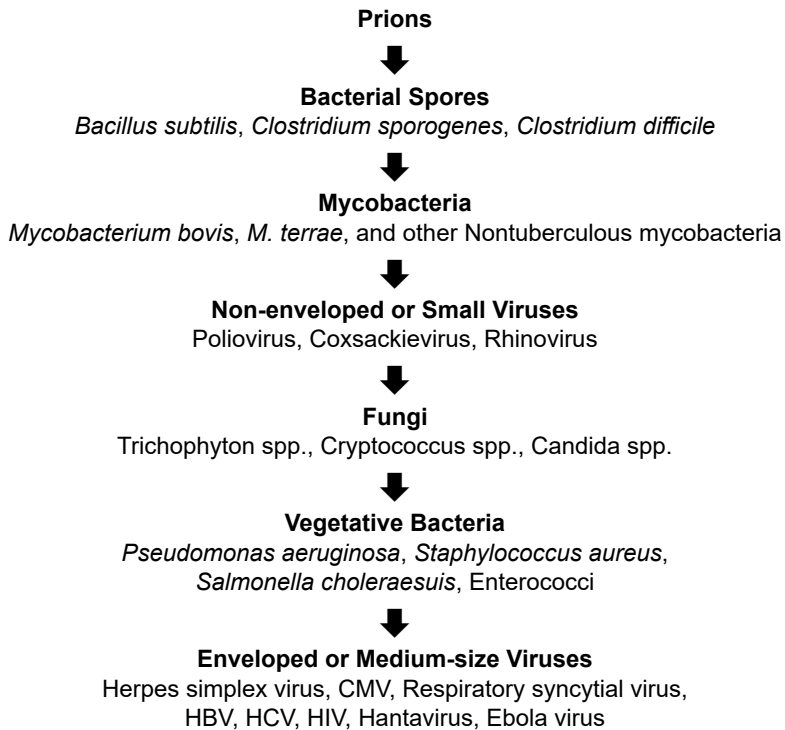 Prions
Bacterial Spores
Bacillus subtilis, Clostridium sporogenes, Clostridium difficile
Mycobacteria
Mycobacterium bovis, M. terrae, and other Nontuberculous mycobacteria
Non-enveloped or Small Viruses
Poliovirus, Coxsackievirus, Rhinovirus
Fungi
Trichophyton spp., Cryptococcus spp., Candida spp.
Vegetative Bacteria
Pseudomonas aeruginosa, Staphylococcus aureus,
Salmonella choleraesuis, Enterococci
Enveloped or Medium-size Viruses
Herpes simplex virus, CMV, Respiratory syncytial virus,
HBV, HCV, HIV, Hantavirus, Ebola virus